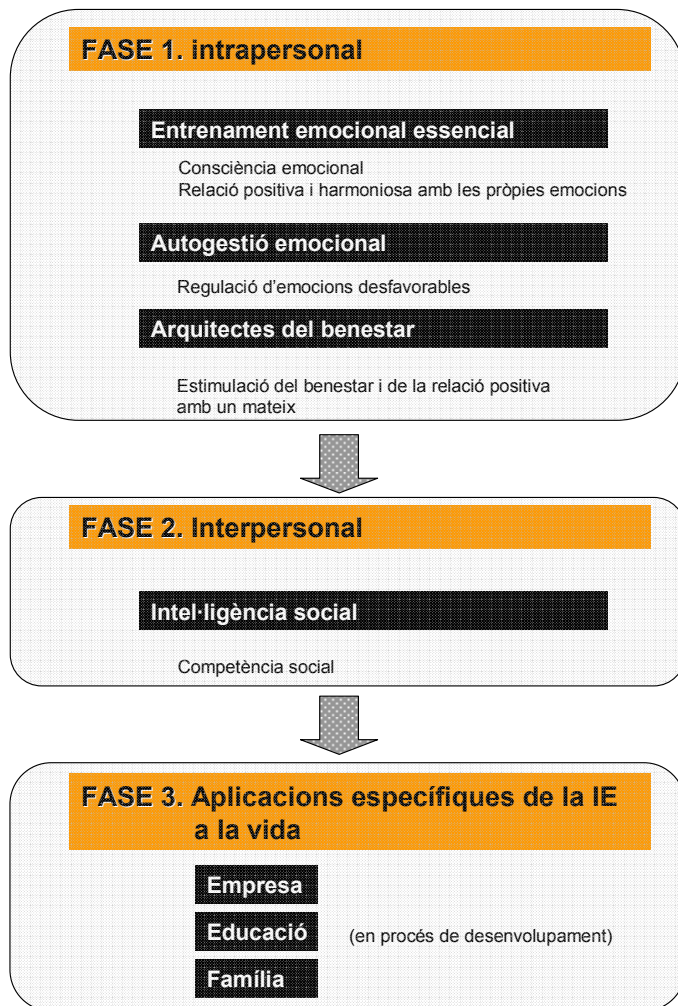 FASE 1. intrapersonal
Entrenament emocional essencial
Consciència emocional
Relació positiva i harmoniosa amb les pròpies emocions
Autogestió emocional
Regulació d'emocions desfavorables
Arquitectes del benestar
Estimulació del benestar i de la relació positiva
amb un mateix
FASE 2. Interpersonal
Intel·ligència social
Competència social
FASE 3. Aplicacions específiques de la IE
a la vida
Empresa
Educació
(en procés de desenvolupament)
Família